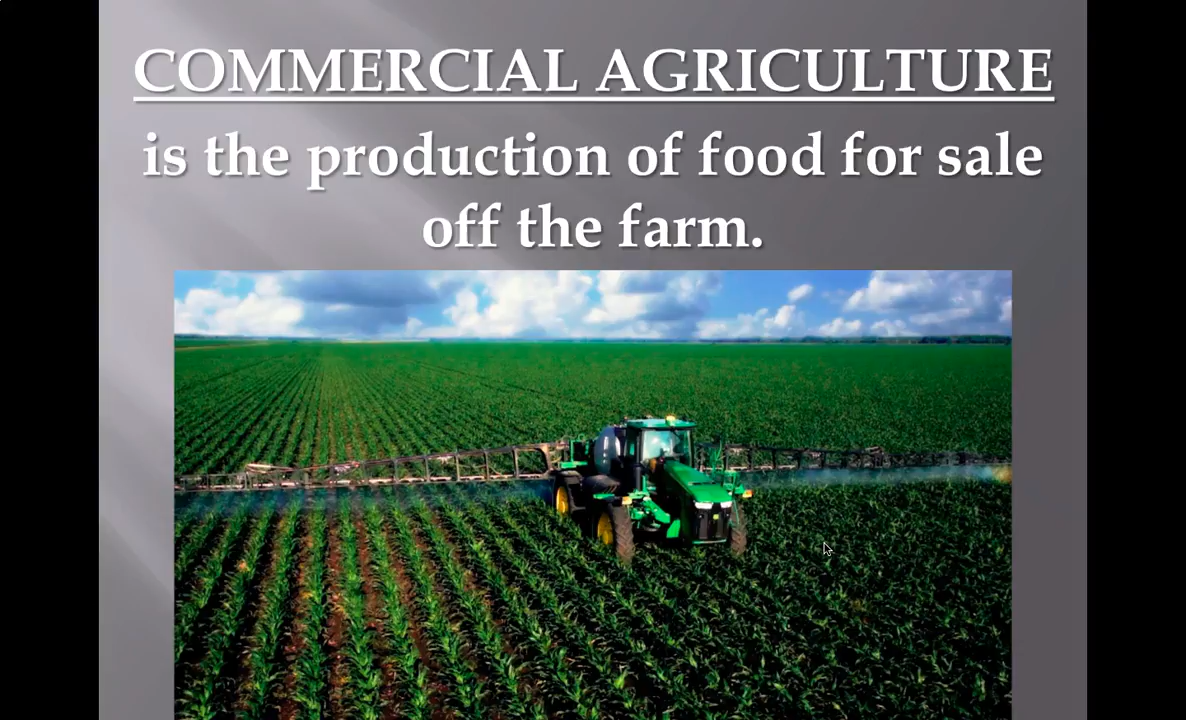 COMMERCIAL AGRICULTURE
is the production of food for sale
off the farm.